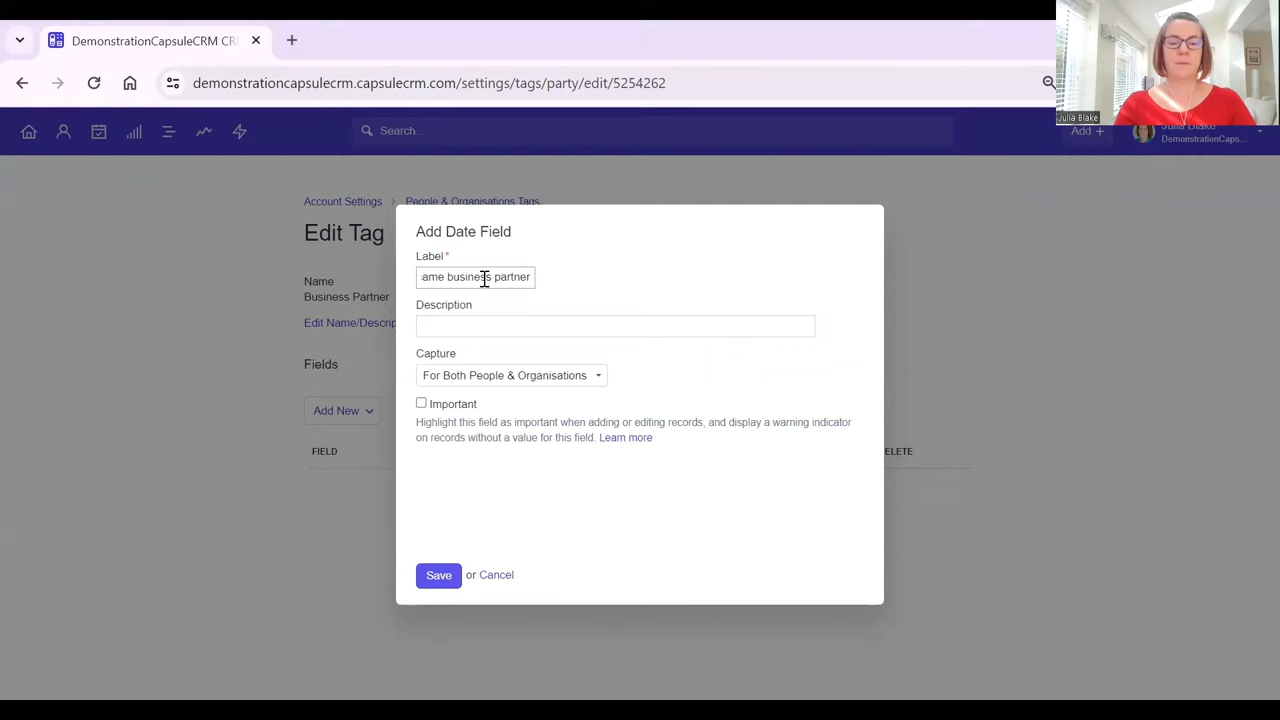 DemonstrationCapsuleCRM CR
demonstrationcapsulecrm.capsulecrm.com/settings/tags/party/edit/5254262
Search...
Add +
Julia Blake
DemonstrationCaps...
Julia Blake
Account Settings > People & Organisations Tags
Edit Tag
Name
Business Partner
Edit Name/Descrip
Fields
Add New
FIELD
ELETE
Add Date Field
Label *
ame business partner
Description
Capture
For Both People & Organisations
Important
Highlight this field as important when adding or editing records, and display a warning indicator
on records without a value for this field. Learn more
Save or Cancel